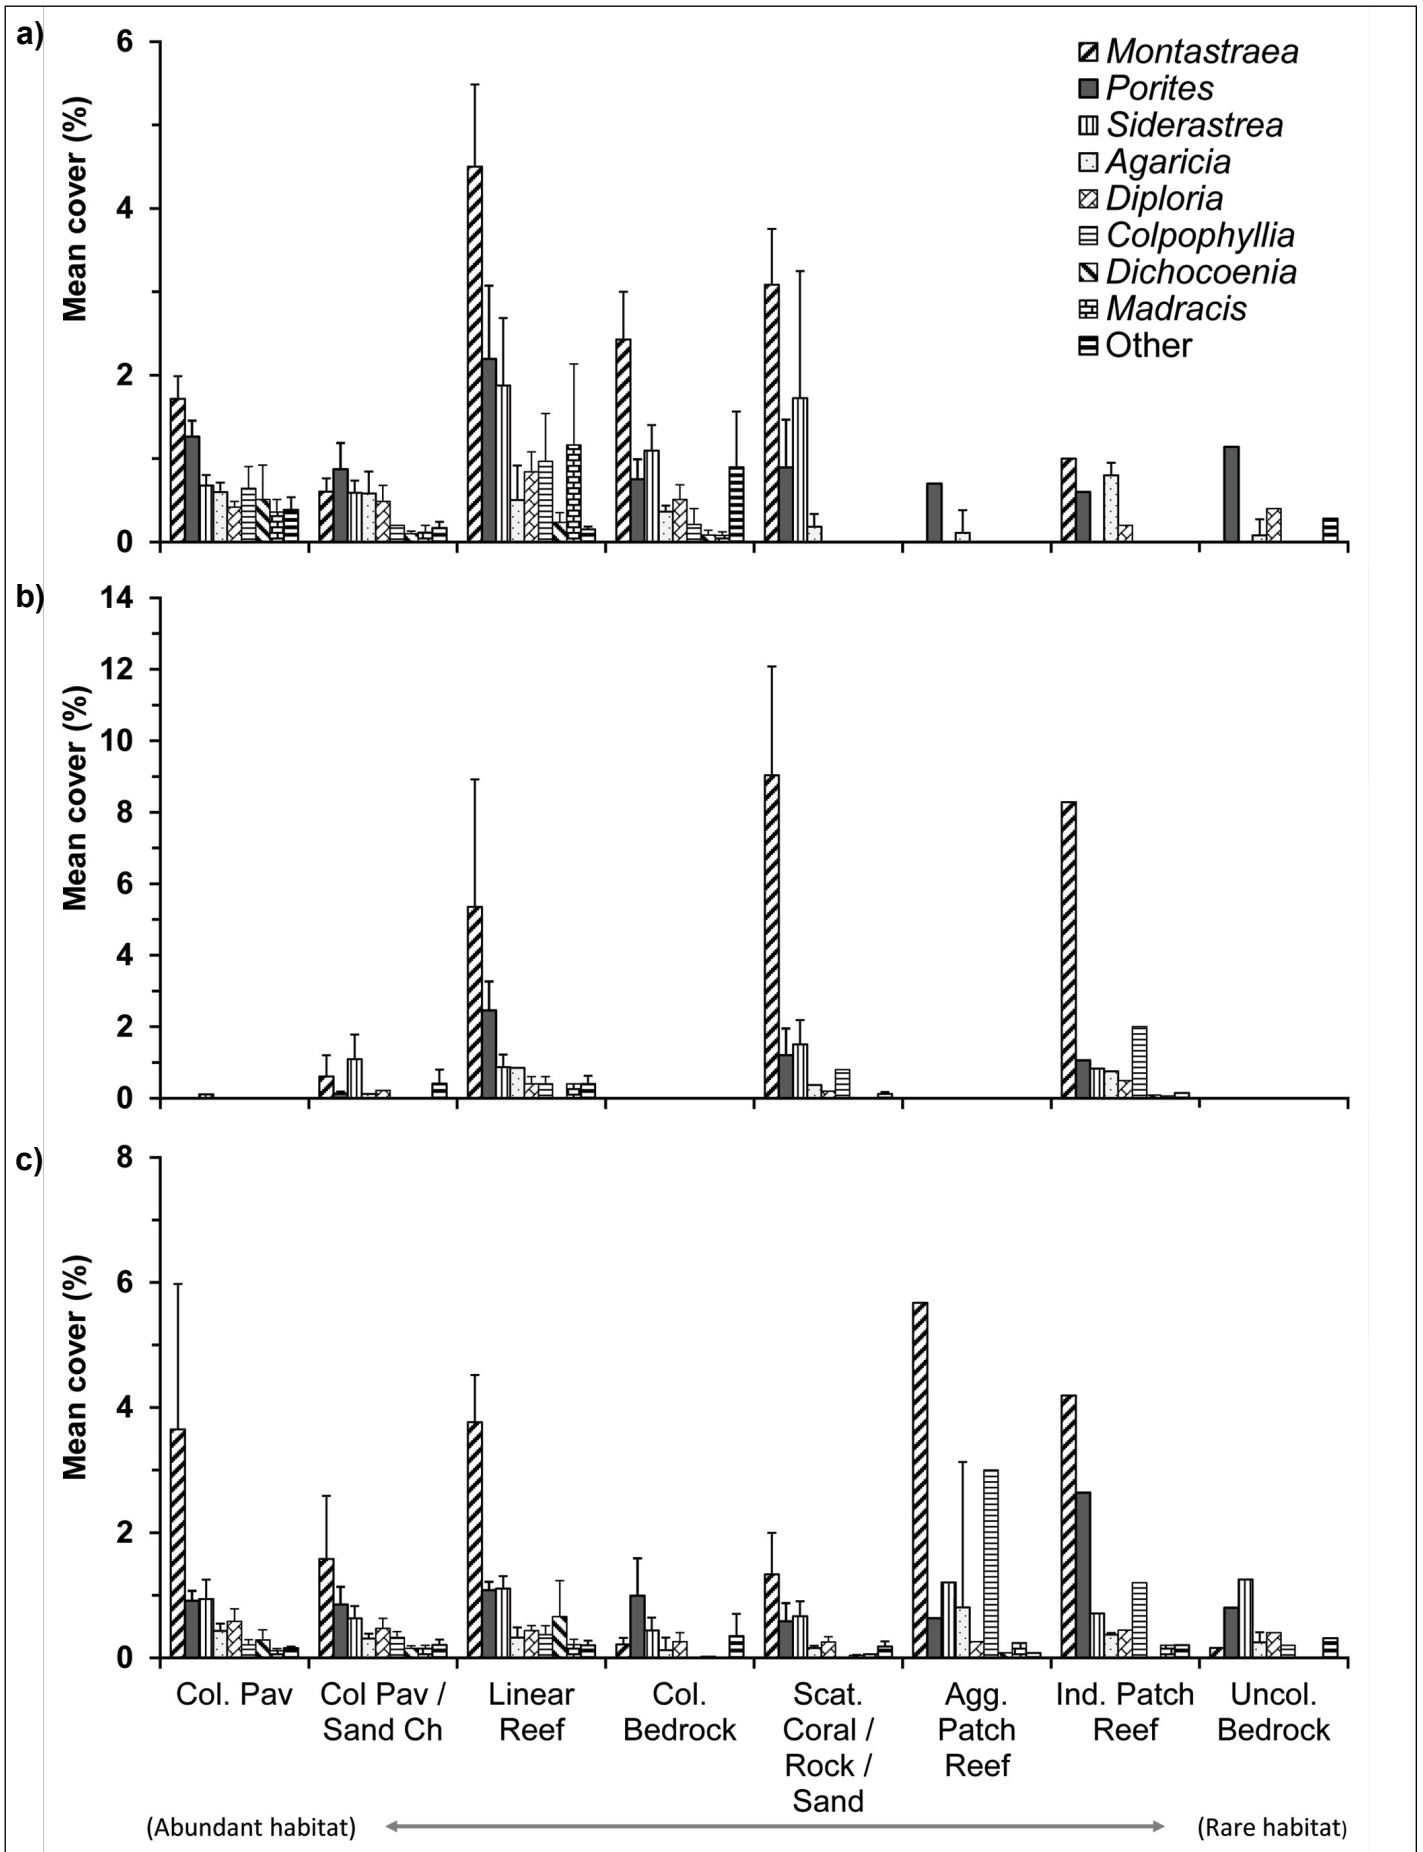 a)
Mean cover (%)
6
4
2
0
Montastraea
Porites
Siderastrea
Agaricia
Diploria
Colpophyllia
Dichocoenia
Madracis
Other
b)
Mean cover (%)
14
12
10
8
6
4
2
0
c)
Mean cover (%)
8
6
4
2
0
Col. Pav
Col Pav /
Sand Ch
Linear
Reef
Col.
Bedrock
Scat.
Coral /
Rock /
Sand
Agg.
Patch
Reef
Ind. Patch
Reef
Uncol.
Bedrock
(Abundant habitat)
(Rare habitat)